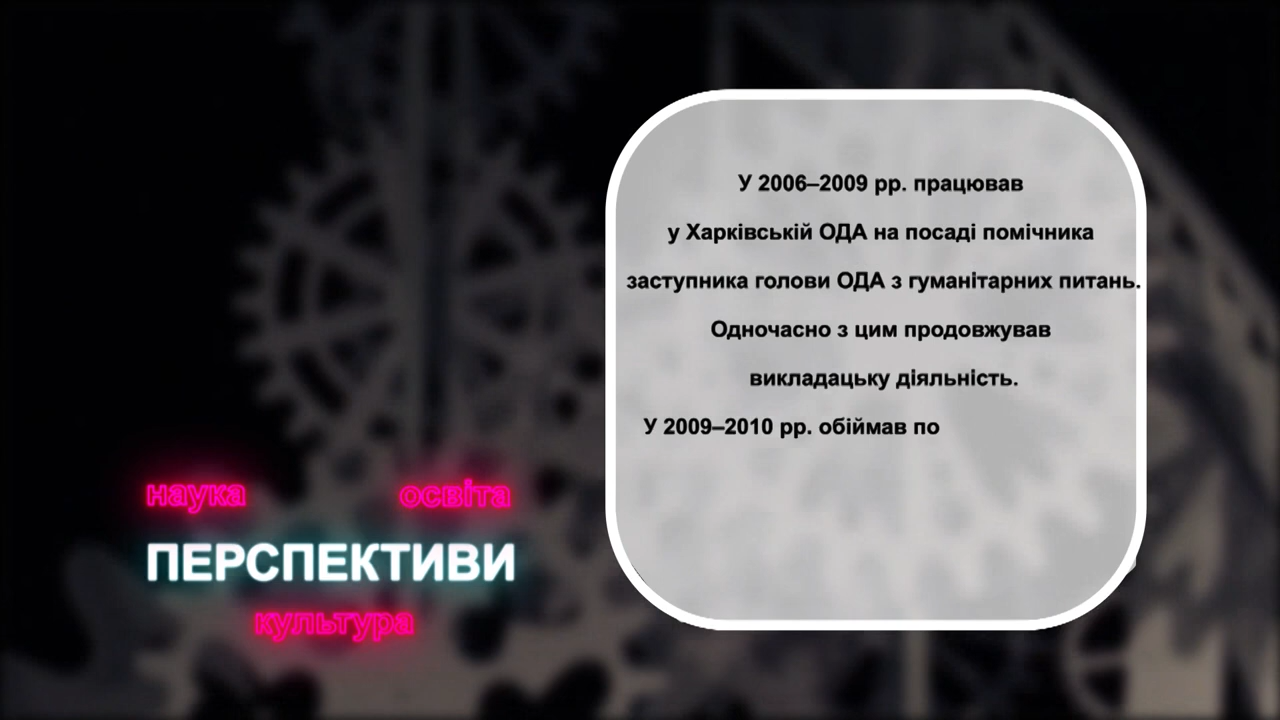 У 2006–2009 рр. працював
у Харківській ОДА на посаді помічника
заступника голови ОДА з гуманітарних питань.
Одночасно з цим продовжував
викладацьку діяльність.
У 2009–2010 рр. обіймав по
наука освіта
ПЕРСПЕКТИВИ
культура